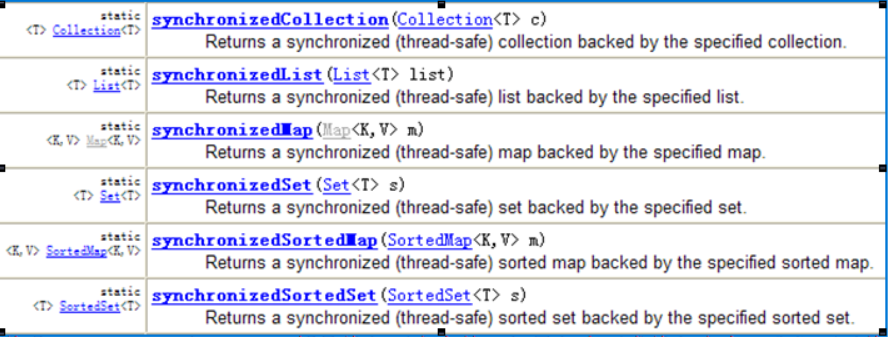 static
<T> Collection<T>
synchronizedCollection(Collection<T> c)
Returns a synchronized (thread-safe) collection backed by the specified collection.
static
<T> List<T>
synchronizedList(List<T> list)
Returns a synchronized (thread-safe) list backed by the specified list.
static
<K,V> Map<K,V>
synchronizedMap(Map<K,V> m)
Returns a synchronized (thread-safe) map backed by the specified map.
static
<T> Set<T>
synchronizedSet(Set<T> s)
Returns a synchronized (thread-safe) set backed by the specified set.
static
<K,V> SortedMap<K,V>
synchronizedSortedMap(SortedMap<K,V> m)
Returns a synchronized (thread-safe) sorted map backed by the specified sorted map.
static
<T> SortedSet<T>
synchronizedSortedSet(SortedSet<T> s)
Returns a synchronized (thread-safe) sorted set backed by the specified sorted set.